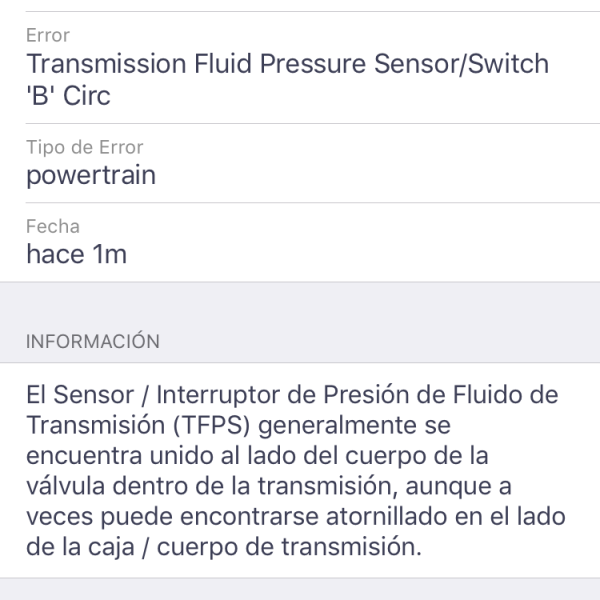 Error
Transmission Fluid Pressure Sensor/Switch
'B' Circ
Tipo de Error
powertrain
Fecha
hace 1m
INFORMACIÓN
El Sensor / Interruptor de Presión de Fluido de
Transmisión (TFPS) generalmente se
encuentra unido al lado del cuerpo de la
válvula dentro de la transmisión, aunque a
veces puede encontrarse atornillado en el lado
de la caja / cuerpo de transmisión.